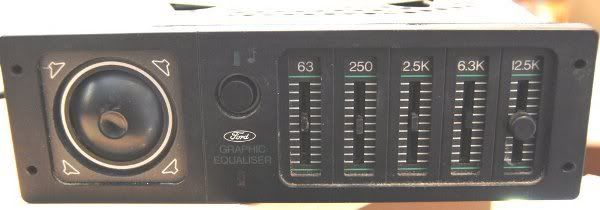 63 250 2.5K 6.3K 12.5K
Ford
GRAPHIC
EQUALISER